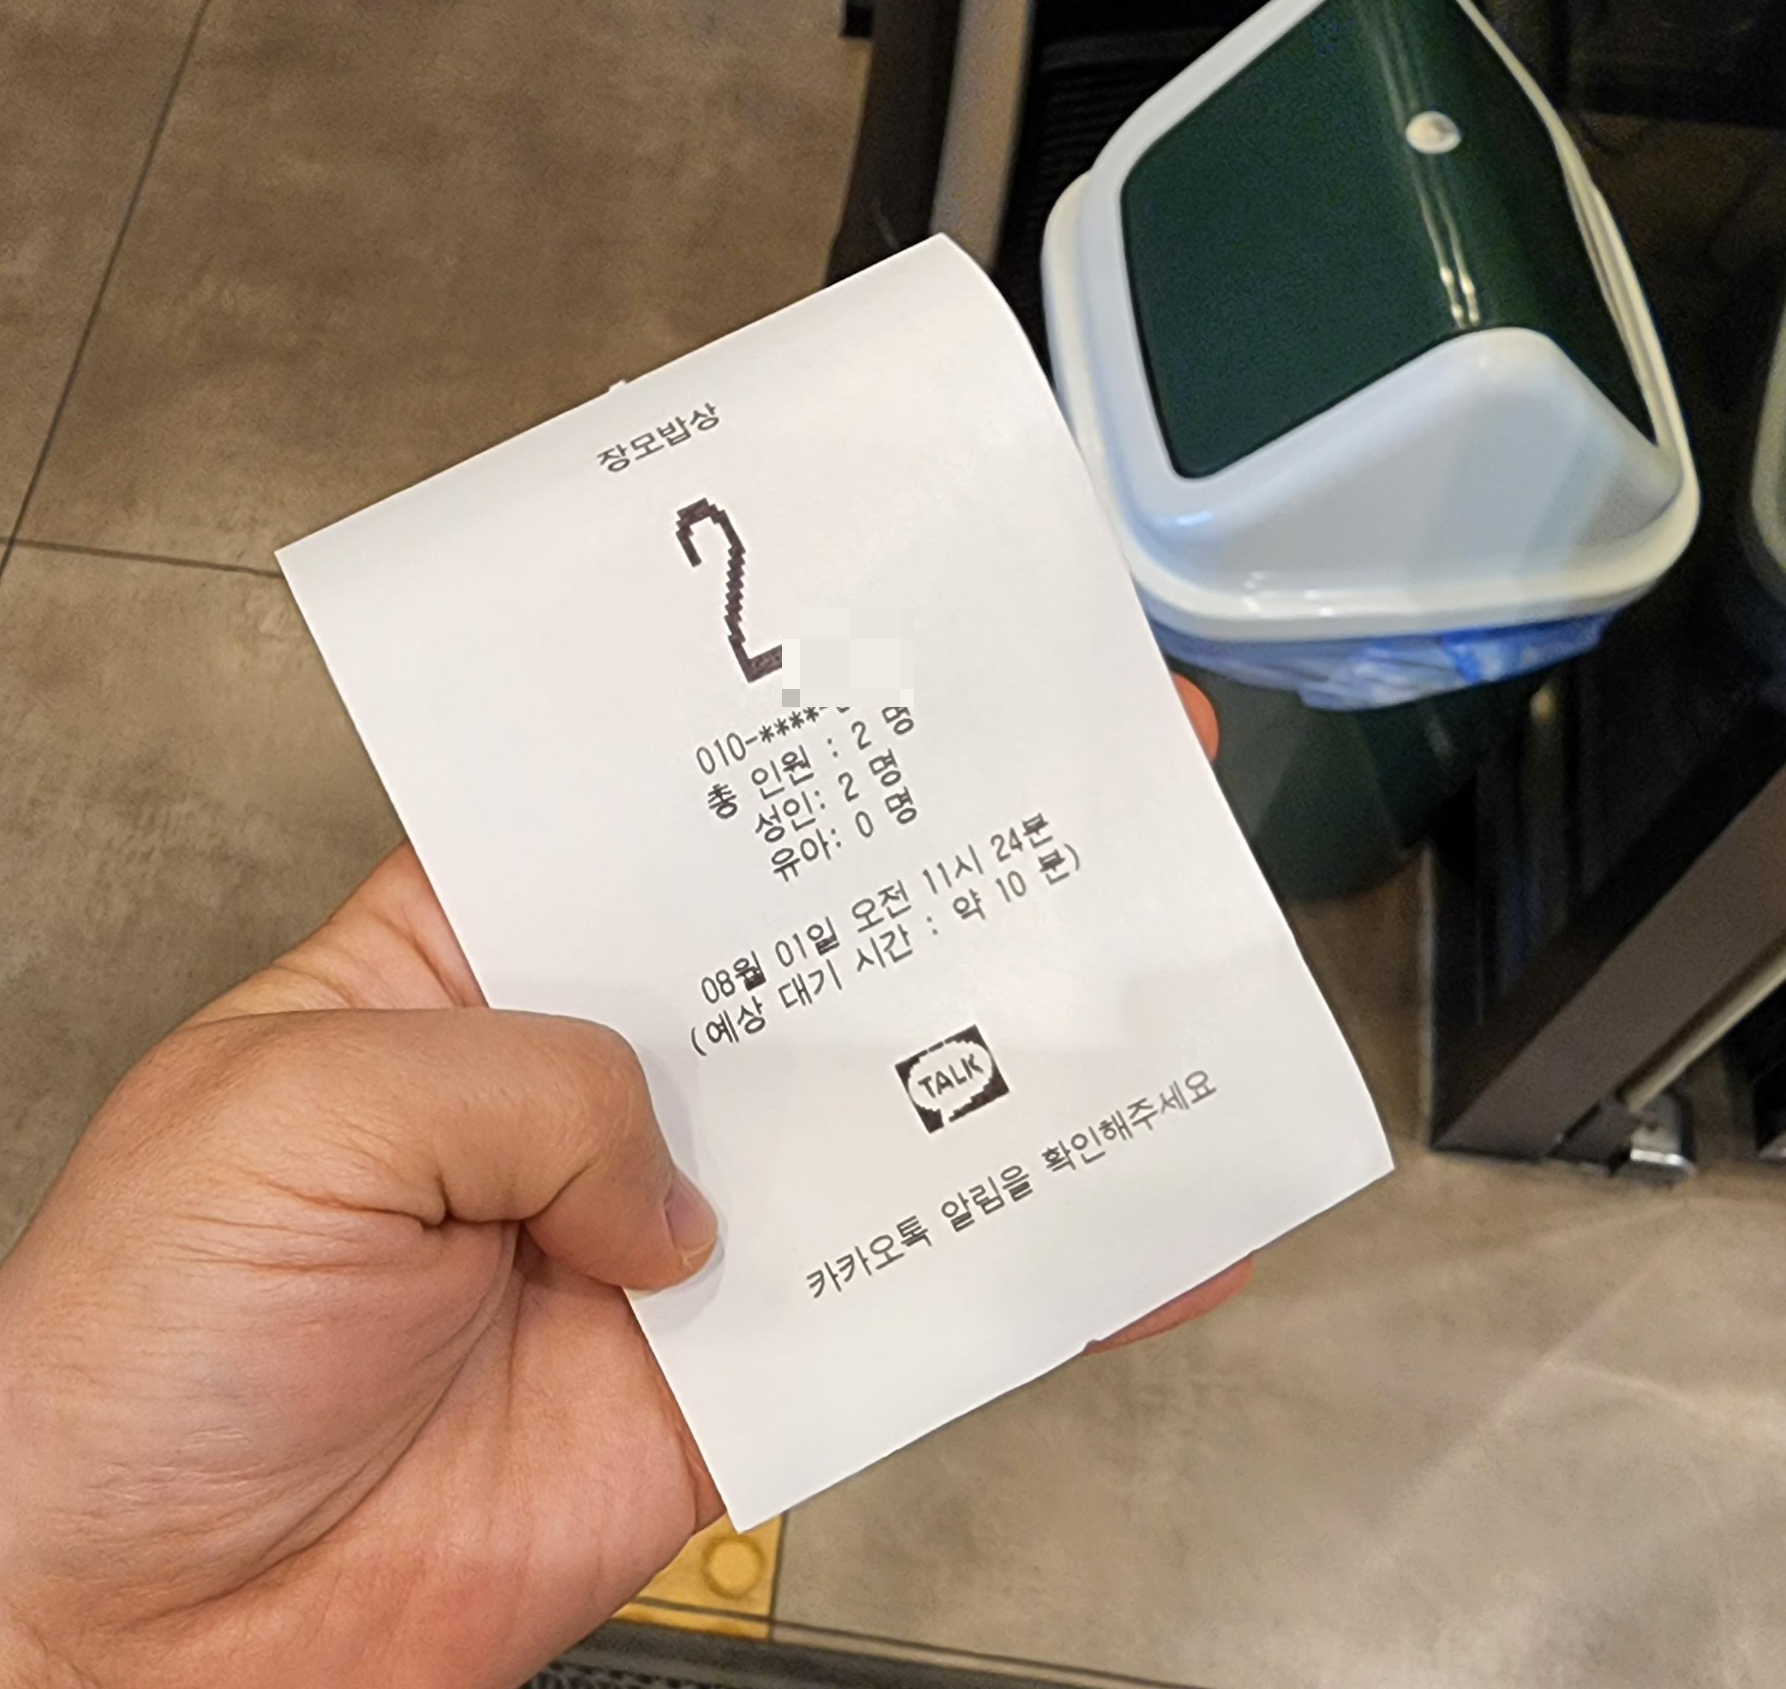 장모밥상
2
010-****-
총 인원 : 2 명
성인: 2 명
유아: 0 명
08월 01일 오전 11시 24분
(예상 대기 시간 : 약 10 분)
TALK
카카오톡 알림을 확인해주세요